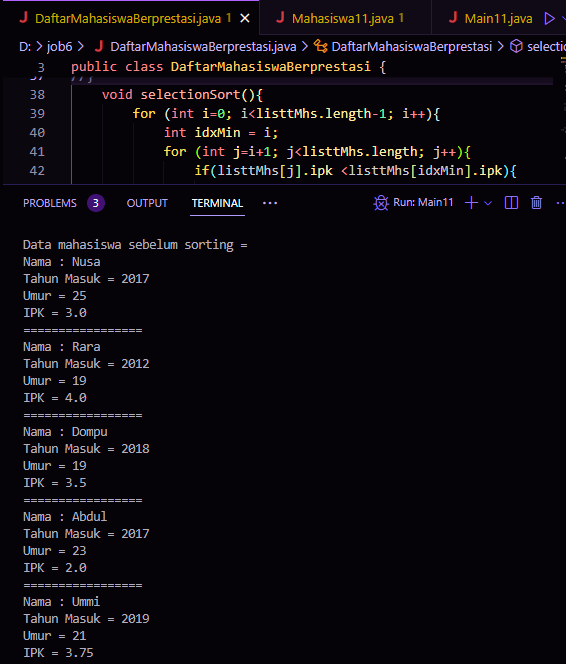 DaftarMahasiswaBerprestasi.java 1 Mahasiswa11.java 1 Main11.java
D: > job6 > DaftarMahasiswaBerprestasi.java > DaftarMahasiswaBerprestasi > selectio
3 public class DaftarMahasiswaBerprestasi {
38 void selectionSort(){
39 for (int i=0; i<listtMhs.length-1; i++){
40 int idxMin = i;
41 for (int j=i+1; j<listtMhs.length; j++){
42 if(listtMhs[j].ipk <listtMhs[idxMin].ipk){
PROBLEMS 3 OUTPUT TERMINAL ··· Run: Main11
Data mahasiswa sebelum sorting =
Nama : Nusa
Tahun Masuk = 2017
Umur = 25
IPK = 3.0
=================
Nama : Rara
Tahun Masuk = 2012
Umur = 19
IPK = 4.0
=================
Nama : Dompu
Tahun Masuk = 2018
Umur = 19
IPK = 3.5
=================
Nama : Abdul
Tahun Masuk = 2017
Umur = 23
IPK = 2.0
=================
Nama : Ummi
Tahun Masuk = 2019
Umur = 21
IPK = 3.75